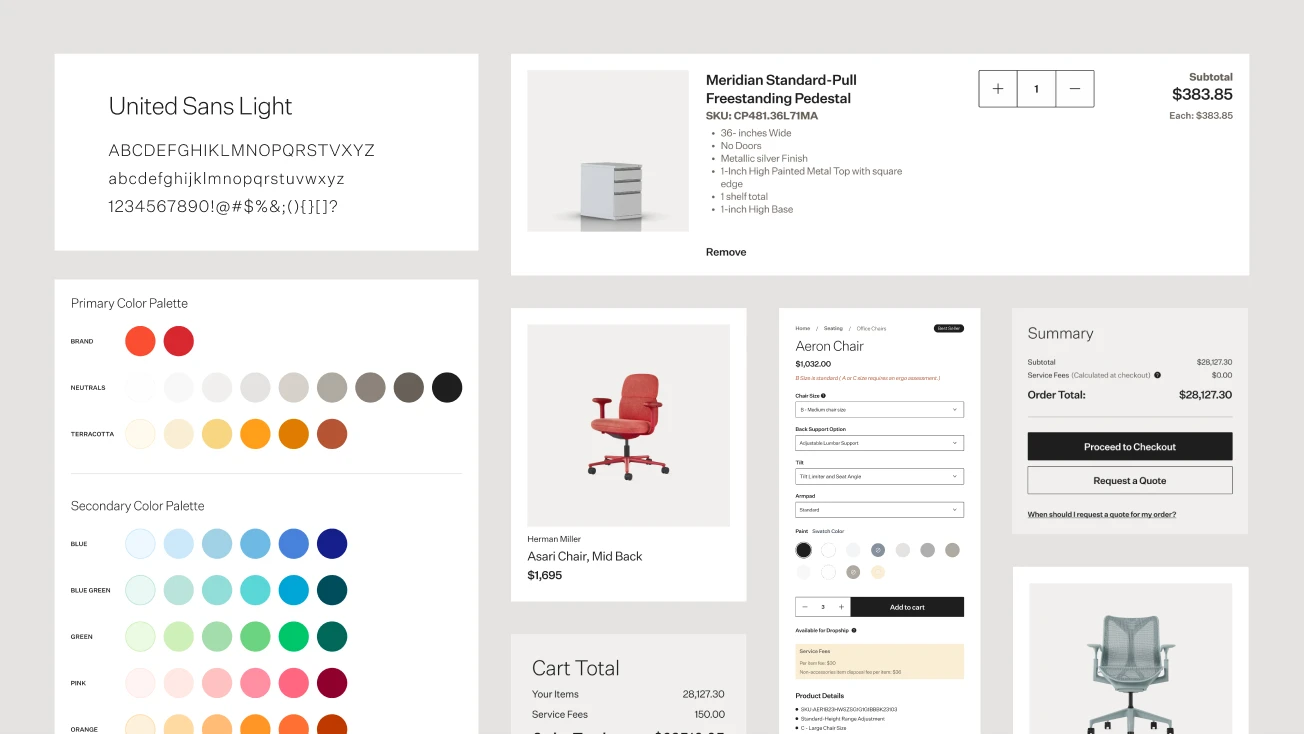 United Sans Light
ABCDEFGHIKLMNOPQRSTVXYZ
abcdefghijklmnopqrstuvwxyz
1234567890!@#$%&;(){}[]?
Primary Color Palette
BRAND
NEUTRALS
TERRACOTTA
Secondary Color Palette
BLUE
BLUE GREEN
GREEN
PINK
ORANGE
Meridian Standard-Pull
Freestanding Pedestal
SKU: CP481.36L71MA
• 36- inches Wide
• No Doors
• Metallic silver Finish
• 1-Inch High Painted Metal Top with square
edge
• 1 shelf total
• 1-inch High Base
Remove
+ 1 —
Subtotal
$383.85
Each: $383.85
Herman Miller
Asari Chair, Mid Back
$1,695
Cart Total
Your Items 28,127.30
Service Fees 150.00
Home / Seating / Office Chairs
Best Seller
Aeron Chair
$1,032.00
B Size is standard ( A or C size requires an ergo assessment )
Chair Size
B - Medium chair size
Back Support Option
Adjustable Lumbar Support
Tilt
Tilt Limiter and Seat Angle
Armpad
Standard
Paint Swatch Color
— 3 + Add to cart
Available for Dropship
Service Fees
Per item fee: $30
Non-accessories item disposal fee per item: $38
Product Details
Standard-Height Range Adjustment
C - Large Chair Size
Summary
Subtotal $28,127.30
Service Fees (Calculated at checkout) ? $0.00
Order Total: $28,127.30
Proceed to Checkout
Request a Quote
When should I request a quote for my order?